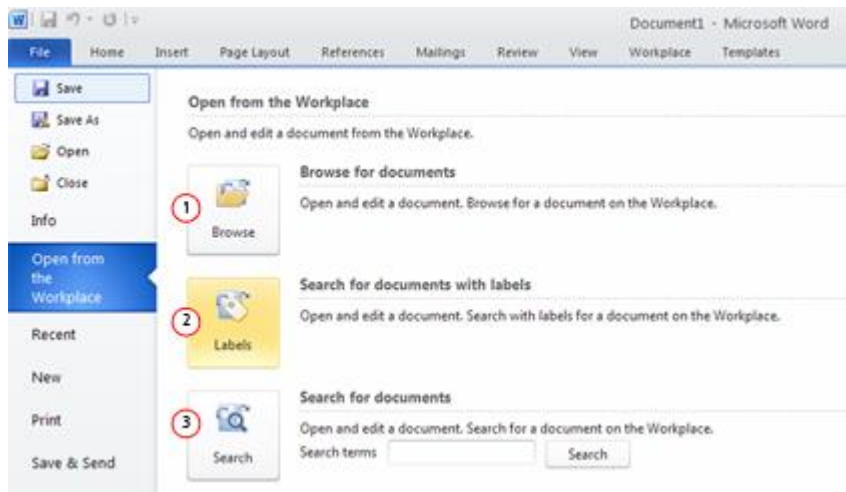 W
Document1 - Microsoft Word
File Home Insert Page Layout References Mailings Review View Workplace Templates
Save
Save As
Open
Close
Info
Open from
the
Workplace
Recent
New
Print
Save & Send
Open from the Workplace
Open and edit a document from the Workplace.
1
Browse
Browse for documents
Open and edit a document. Browse for a document on the Workplace.
2
Labels
Search for documents with labels
Open and edit a document. Search with labels for a document on the Workplace.
3
Search
Search for documents
Open and edit a document. Search for a document on the Workplace.
Search terms Search